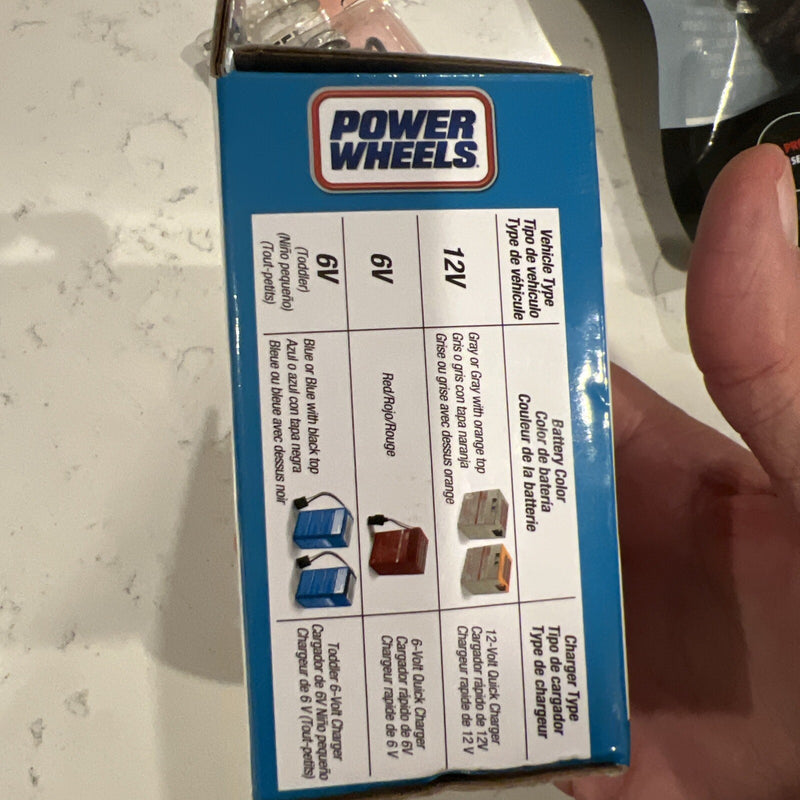 POWER
WHEELS
Vehicle Type
Tipo de vehículo
Type de véhicule
Battery Color
Color de batería
Couleur de la batterie
Charger Type
Tipo de cargador
Type de chargeur
12V
Gray or Gray with orange top
Gris o gris con tapa naranja
Grise ou grise avec dessus orange
12-Volt Quick Charger
Cargador rápido de 12V
Chargeur rapide de 12 V
6V
Red/Rojo/Rouge
6-Volt Quick Charger
Cargador rápido de 6V
Chargeur rapide de 6 V
6V
(Toddler)
(Niño pequeño)
(Tout-petits)
Blue or Blue with black top
Azul o azul con tapa negra
Bleue ou bleue avec dessus noir
Toddler 6-Volt Charger
Cargador de 6V Niño pequeño
Chargeur de 6 V (Tout-petits)